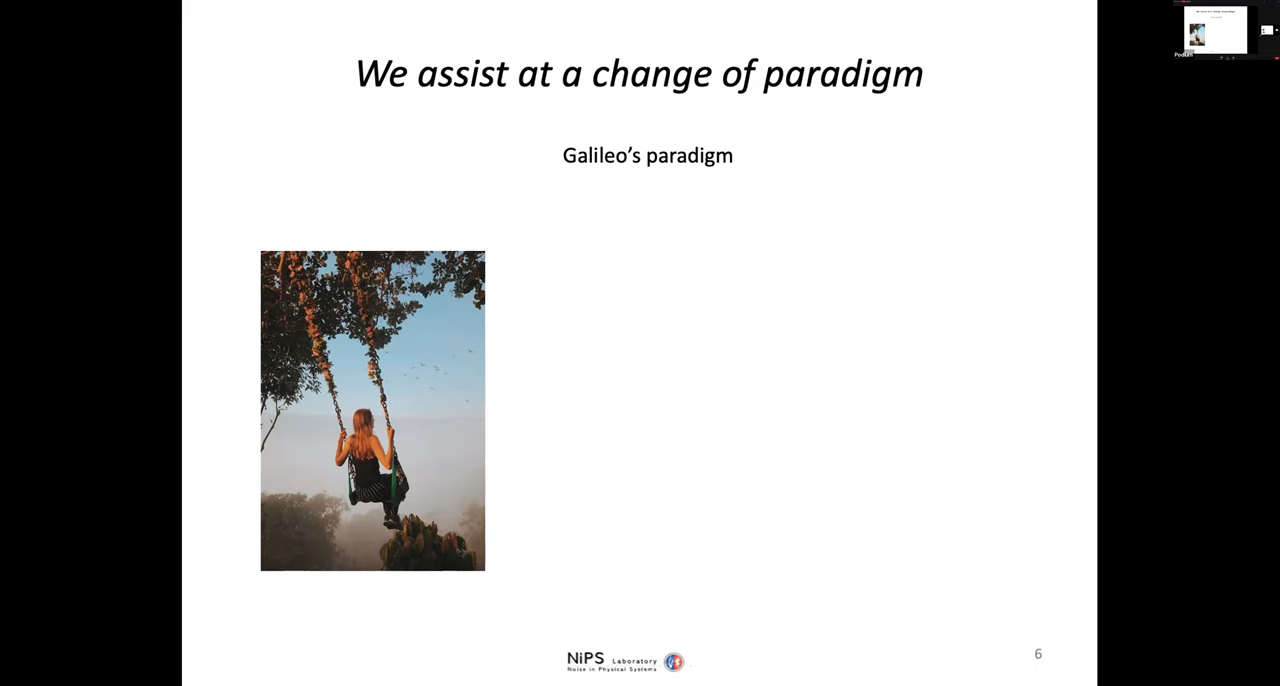 We assist at a change of paradigm
Galileo’s paradigm
NiPS Laboratory
Noise in Physical Systems
6